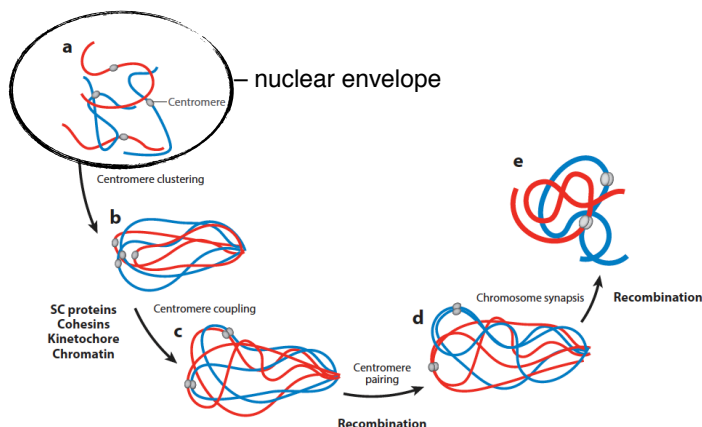 a
– nuclear envelope
Centromere
Centromere clustering
b
e
SC proteins
Cohesins
Kinetochore
Chromatin
Centromere coupling
c
Centromere
pairing
Recombination
d
Chromosome synapsis
Recombination